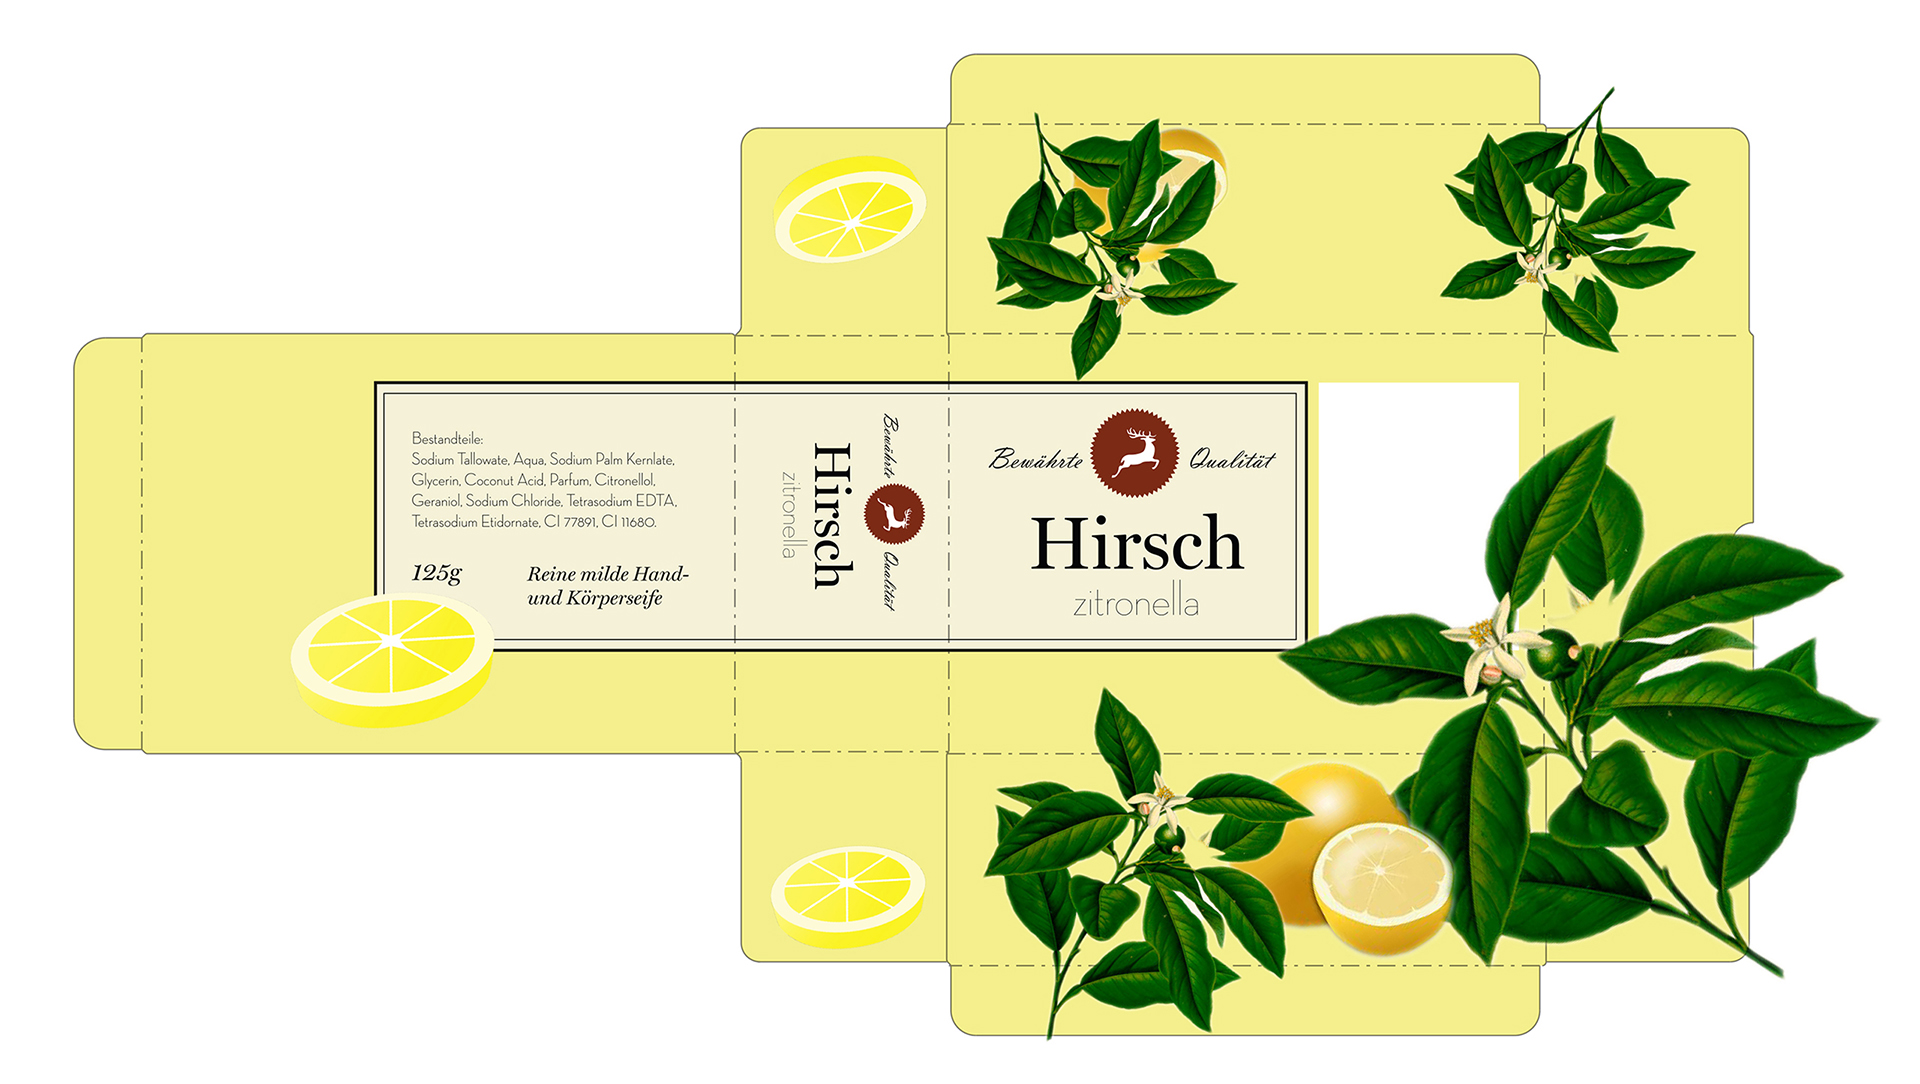 Bestandteile:
Sodium Tallowate, Aqua, Sodium Palm Kernlate,
Glycerin, Coconut Acid, Parfum, Citronellol,
Geraniol, Sodium Chloride, Tetrasodium EDTA,
Tetrasodium Etidornate, CI 77891, CI 11680.
125g
Reine milde Hand-
und Körperseife
Bewährte Qualität
Hirsch
zitronella
Bewährte Qualität
Hirsch
zitronella